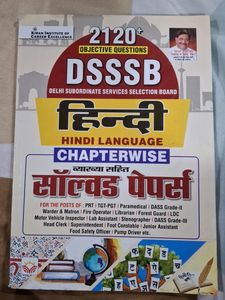 KIRAN INSTITUTE OF
CAREER EXCELLENCE
2120+
OBJECTIVE QUESTIONS
DSSSB
DELHI SUBORDINATE SERVICES SELECTION BOARD
हिन्दी
HINDI LANGUAGE
CHAPTERWISE
व्याख्या सहित
सॉल्वड पेपर्स
FOR THE POSTS OF : PRT | TGT-PGT | Paramedical | DASS Grade-II
Warder & Matron | Fire Operator | Librarian | Forest Guard | LDC
Motor Vehicle Inspector | Lab Assistant | Stenographer | DASS Grade-III
Head Clerk | Superintendent | Foot Constable | Junior Assistant
Food Safety Officer | Pump Driver etc.